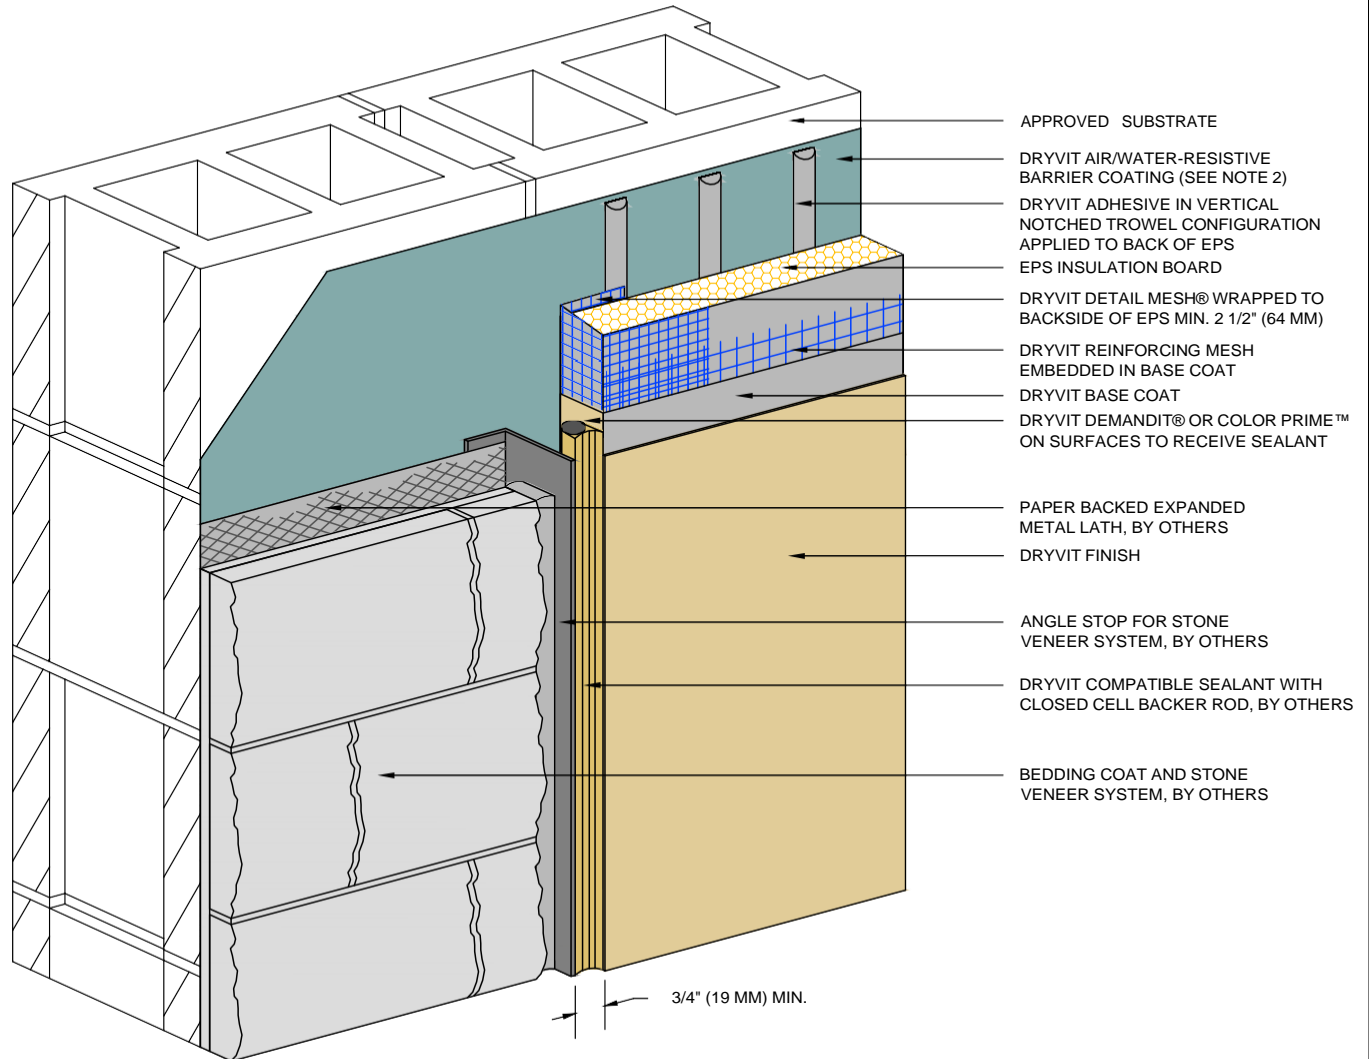 APPROVED SUBSTRATE
DRYVIT AIR/WATER-RESISTIVE
BARRIER COATING (SEE NOTE 2)
DRYVIT ADHESIVE IN VERTICAL
NOTCHED TROWEL CONFIGURATION
APPLIED TO BACK OF EPS
EPS INSULATION BOARD
DRYVIT DETAIL MESH® WRAPPED TO
BACKSIDE OF EPS MIN. 2 1/2" (64 MM)
DRYVIT REINFORCING MESH
EMBEDDED IN BASE COAT
DRYVIT BASE COAT
DRYVIT DEMANDIT® OR COLOR PRIME™
ON SURFACES TO RECEIVE SEALANT
PAPER BACKED EXPANDED
METAL LATH, BY OTHERS
DRYVIT FINISH
ANGLE STOP FOR STONE
VENEER SYSTEM, BY OTHERS
DRYVIT COMPATIBLE SEALANT WITH
CLOSED CELL BACKER ROD, BY OTHERS
BEDDING COAT AND STONE
VENEER SYSTEM, BY OTHERS
3/4" (19 MM) MIN.